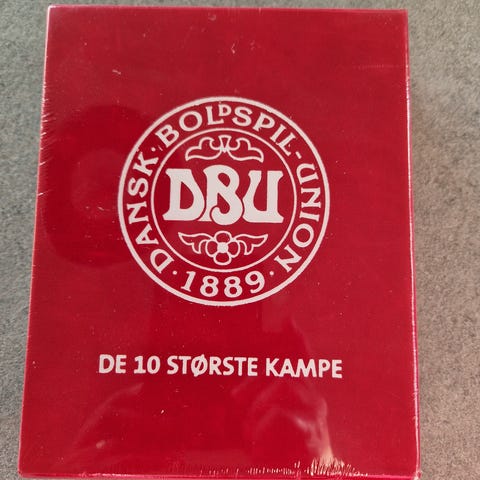 DANSK · BOLDSPIL-UNION
· 1889 ·
DBU
DE 10 STØRSTE KAMPE